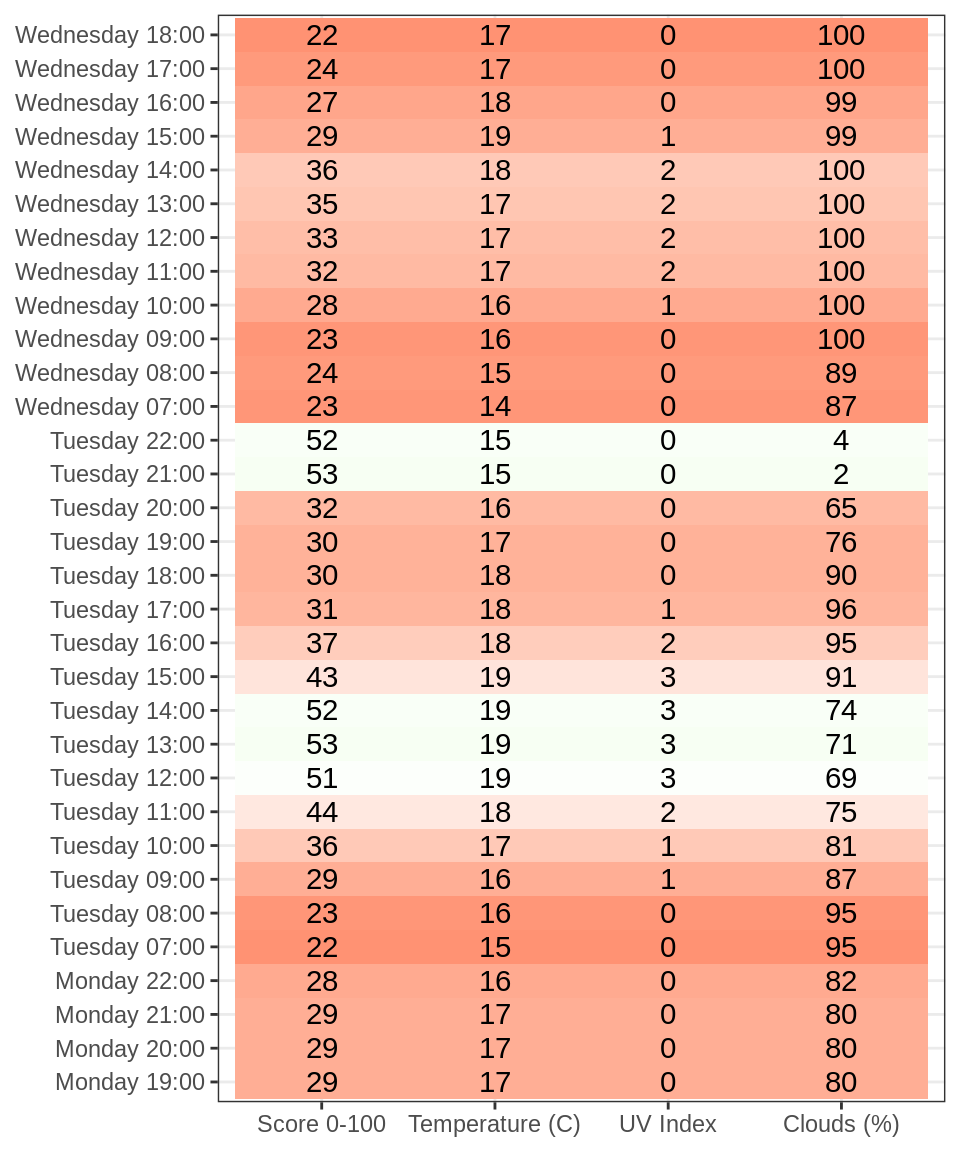 Wednesday 18:00 22 17 0 100
Wednesday 17:00 24 17 0 100
Wednesday 16:00 27 18 0 99
Wednesday 15:00 29 19 1 99
Wednesday 14:00 36 18 2 100
Wednesday 13:00 35 17 2 100
Wednesday 12:00 33 17 2 100
Wednesday 11:00 32 17 2 100
Wednesday 10:00 28 16 1 100
Wednesday 09:00 23 16 0 100
Wednesday 08:00 24 15 0 89
Wednesday 07:00 23 14 0 87
Tuesday 22:00 52 15 0 4
Tuesday 21:00 53 15 0 2
Tuesday 20:00 32 16 0 65
Tuesday 19:00 30 17 0 76
Tuesday 18:00 30 18 0 90
Tuesday 17:00 31 18 1 96
Tuesday 16:00 37 18 2 95
Tuesday 15:00 43 19 3 91
Tuesday 14:00 52 19 3 74
Tuesday 13:00 53 19 3 71
Tuesday 12:00 51 19 3 69
Tuesday 11:00 44 18 2 75
Tuesday 10:00 36 17 1 81
Tuesday 09:00 29 16 1 87
Tuesday 08:00 23 16 0 95
Tuesday 07:00 22 15 0 95
Monday 22:00 28 16 0 82
Monday 21:00 29 17 0 80
Monday 20:00 29 17 0 80
Monday 19:00 29 17 0 80
Score 0-100 Temperature (C) UV Index Clouds (%)